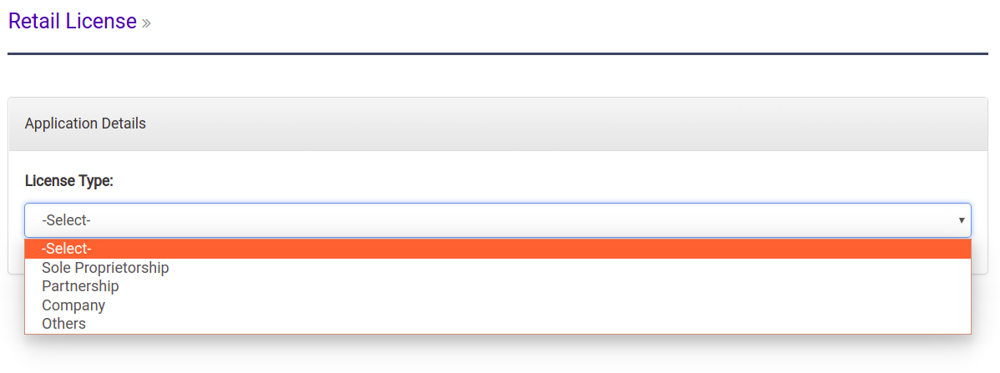 Retail License »
Application Details
License Type:
-Select-
-Select-
Sole Proprietorship
Partnership
Company
Others